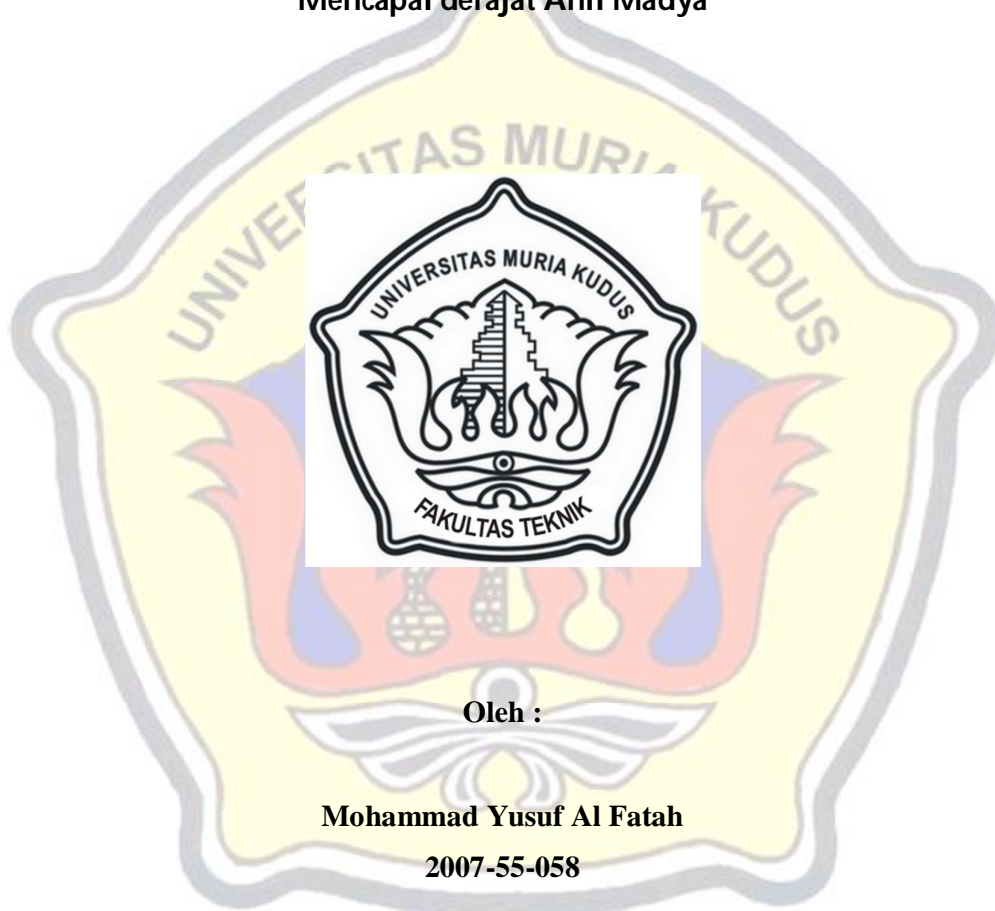 Mencapai derajat Ahli Madya
UNIVERSITAS MURIA KUDUS
UNIVERSITAS MURIA KUDUS
FAKULTAS TEKNIK
Oleh :
Mohammad Yusuf Al Fatah
2007-55-058